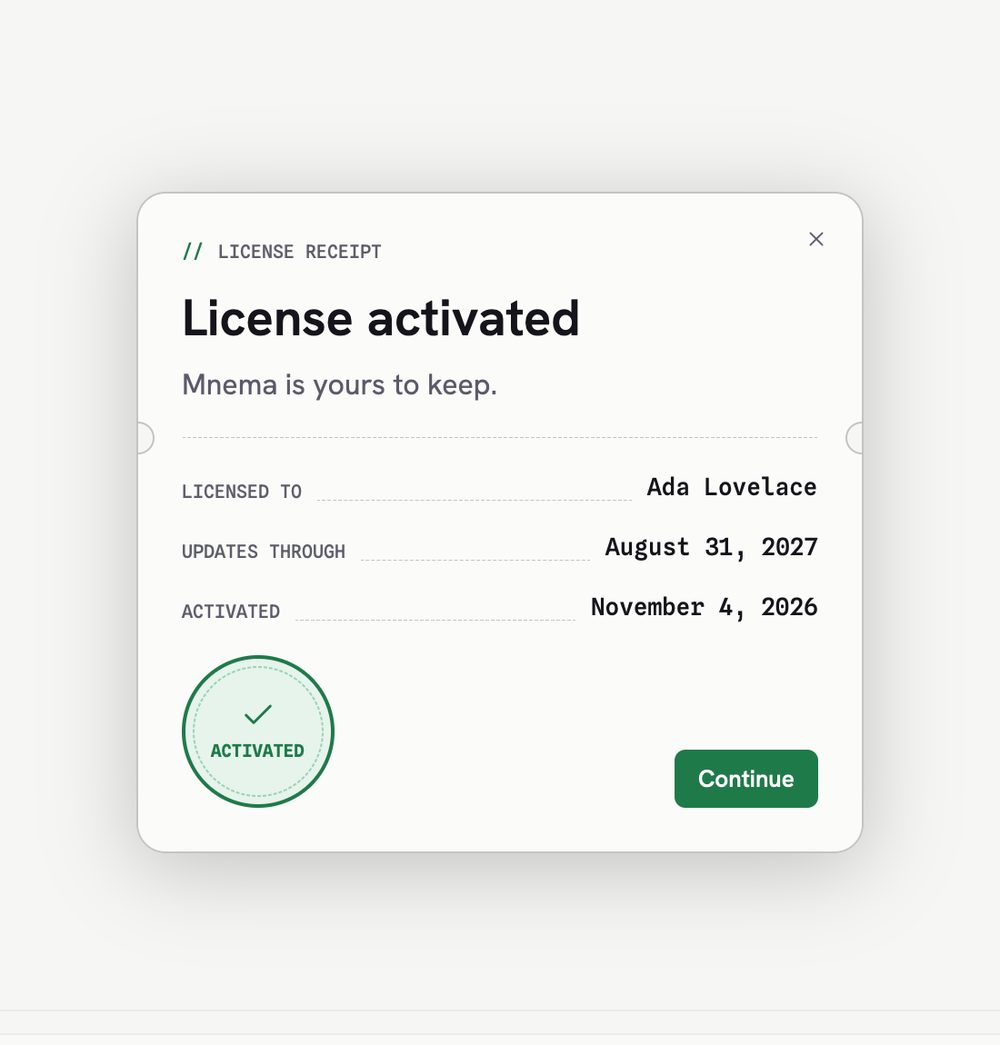 // LICENSE RECEIPT
License activated
Mnema is yours to keep.
LICENSED TO Ada Lovelace
UPDATES THROUGH August 31, 2027
ACTIVATED November 4, 2026
ACTIVATED
Continue